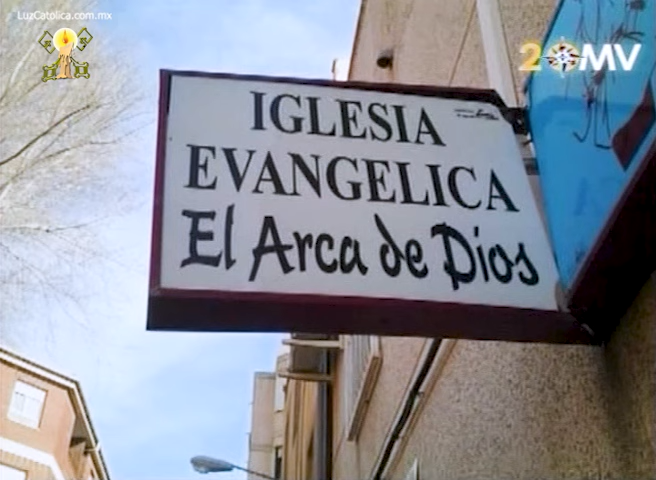 LuzCatolica.com.mx
20MV
IGLESIA
EVANGELICA
El Arca de Dios